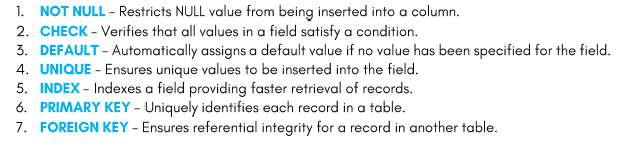 1. NOT NULL - Restricts NULL value from being inserted into a column.
2. CHECK - Verifies that all values in a field satisfy a condition.
3. DEFAULT - Automatically assigns a default value if no value has been specified for the field.
4. UNIQUE - Ensures unique values to be inserted into the field.
5. INDEX - Indexes a field providing faster retrieval of records.
6. PRIMARY KEY - Uniquely identifies each record in a table.
7. FOREIGN KEY - Ensures referential integrity for a record in another table.